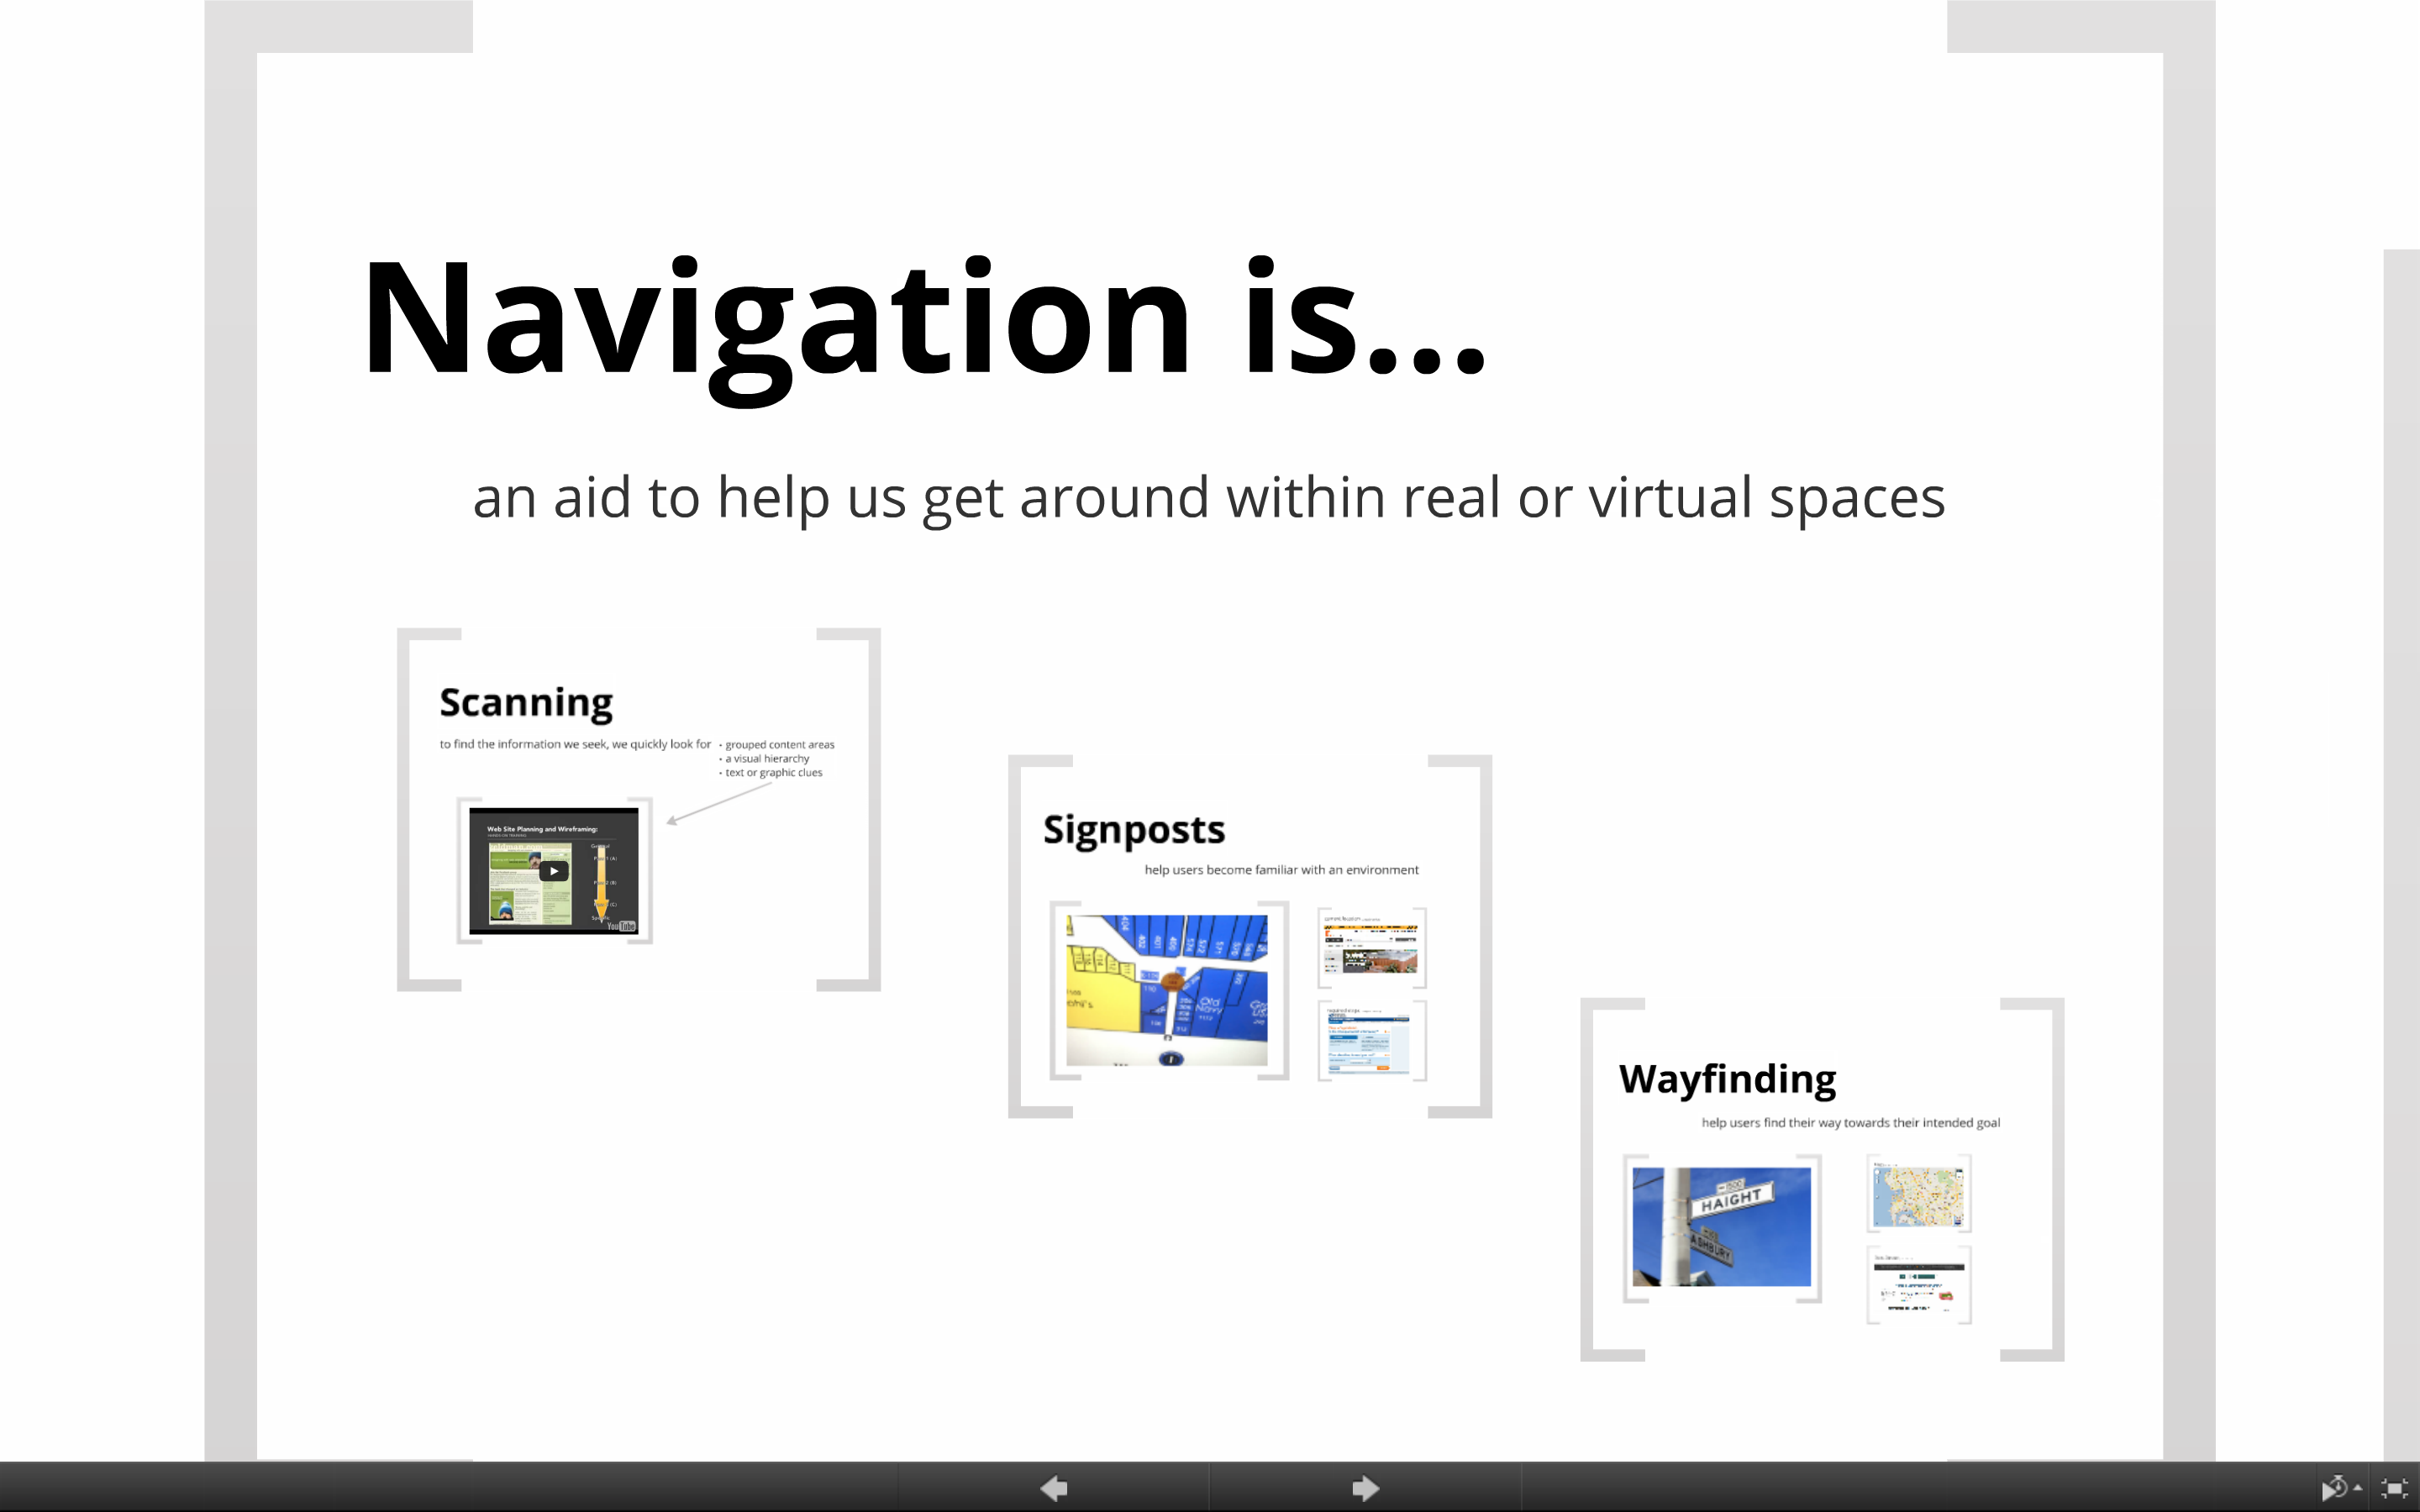 Navigation is...
an aid to help us get around within real or virtual spaces
Scanning
to find the information we seek, we quickly look for
• grouped content areas
• a visual hierarchy
• text or graphic clues
Web Site Planning and Wireframing:
YouTube
Signposts
help users become familiar with an environment
Old
Navy
Wayfinding
help users find their way towards their intended goal
HAIGHT
ASHBURY